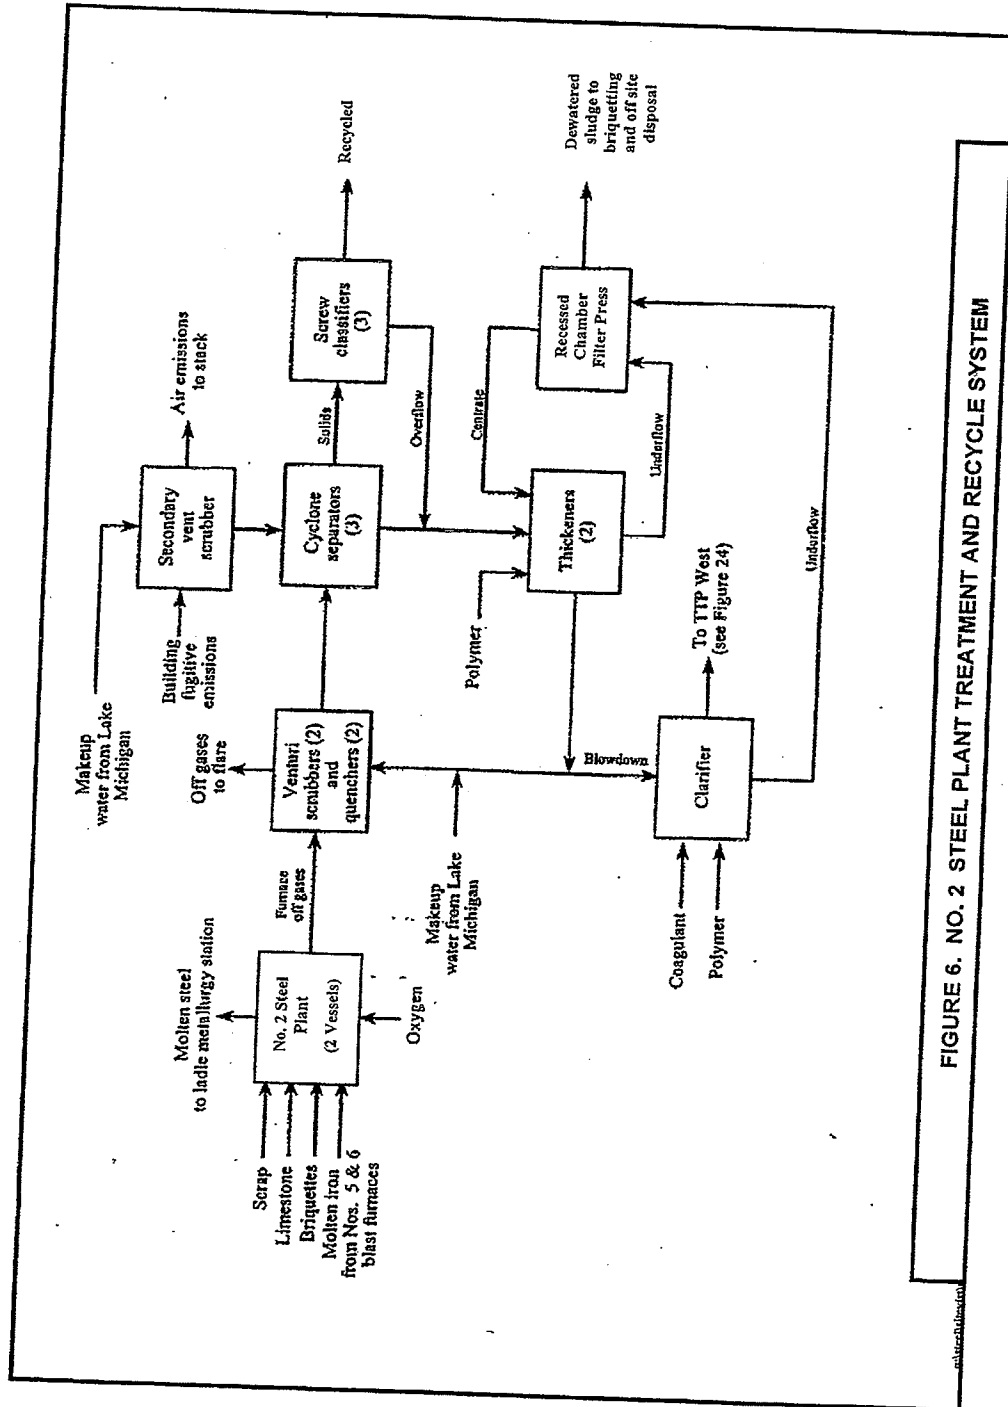 Makeup
water from Lake
Michigan
Building
fugitive
emissions
Secondary
vent
scrubber
Air emissions
to stack
Molten steel
to ladle metallurgy station
Off gases
to flare
Scrap
Limestone
Briquettes
Molten iron
from Nos. 5 & 6
blast furnaces
No. 2 Steel
Plant
(2 Vessels)
Oxygen
Furnace
off gases
Venturi
scrubbers (2)
and
quenchers (2)
Cyclone
separators
(3)
Solids
Screw
classifiers
(3)
Recycled
Overflow
Makeup
water from Lake
Michigan
Polymer
Centrate
Thickeners
(2)
Underflow
Recessed
Chamber
Filter Press
Dewatered
sludge to
briquetting
and off site
disposal
Blowdown
Coagulant
Polymer
Clarifier
To TTP West
(see Figure 24)
Underflow
FIGURE 6. NO. 2 STEEL PLANT TREATMENT AND RECYCLE SYSTEM